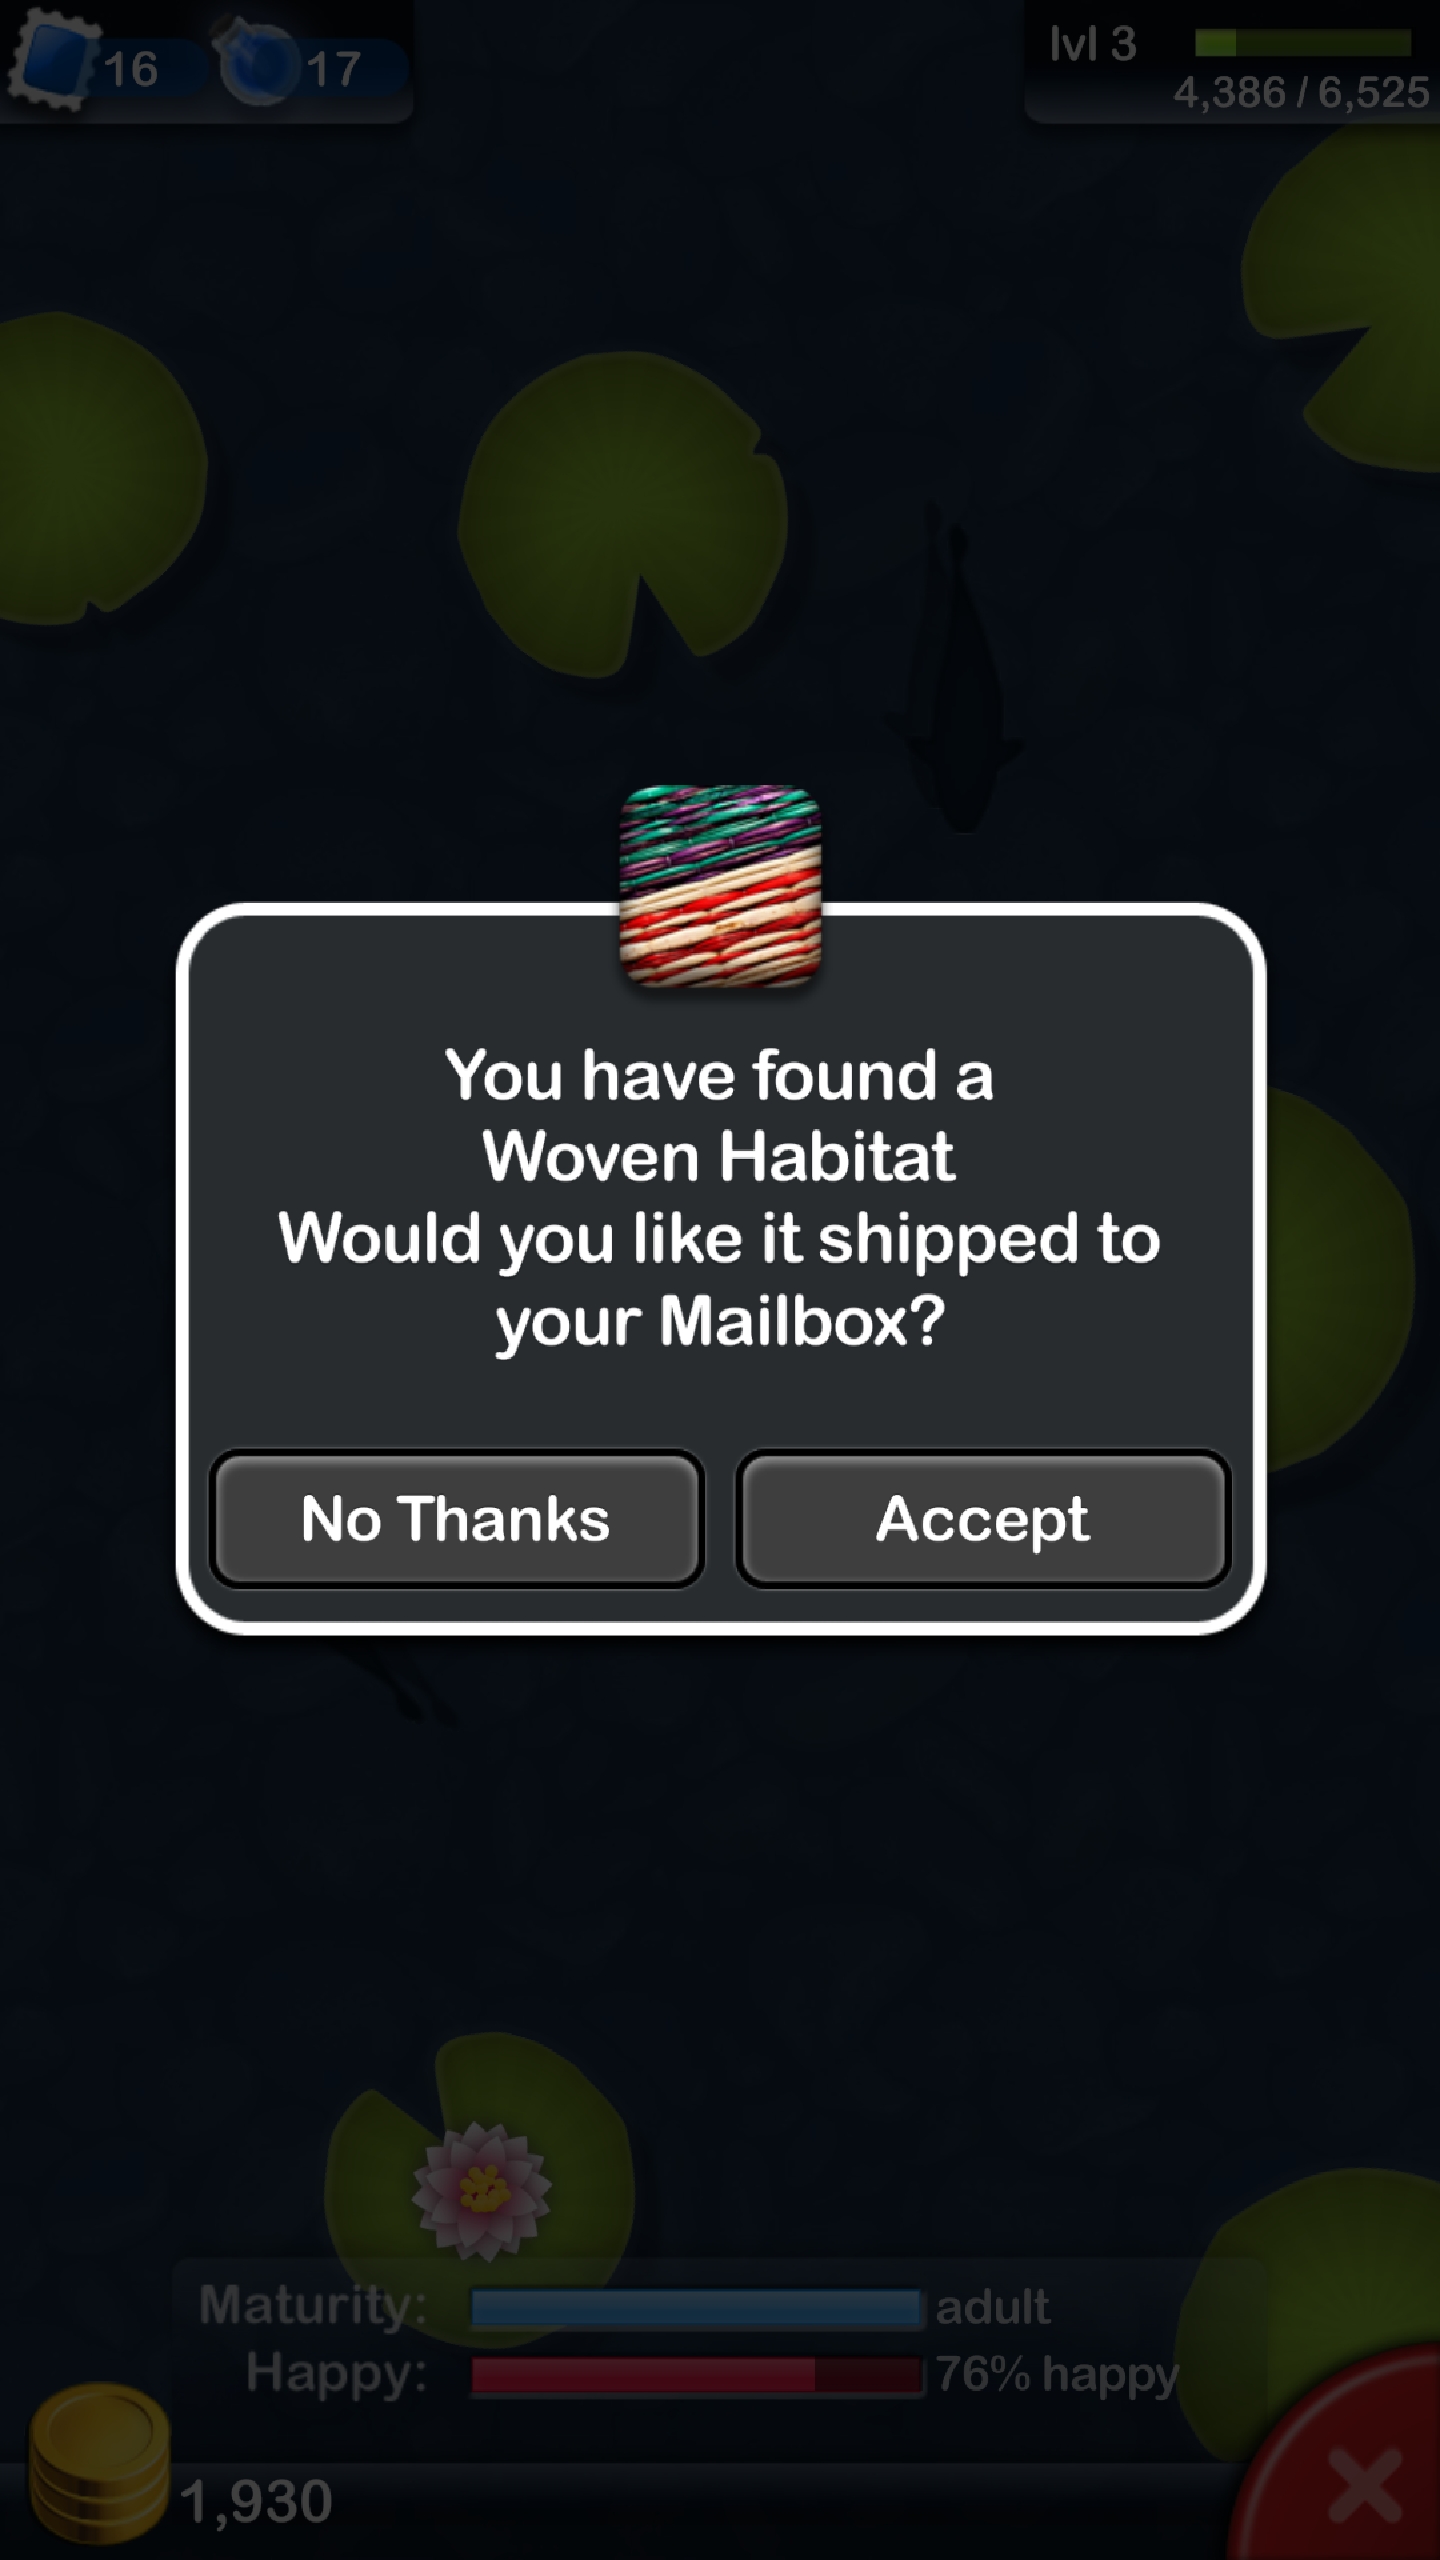 16
17
lvl 3
4,386 / 6,525
You have found a
Woven Habitat
Would you like it shipped to
your Mailbox?
No Thanks
Accept
Maturity:
adult
Happy:
76% happy
1,930